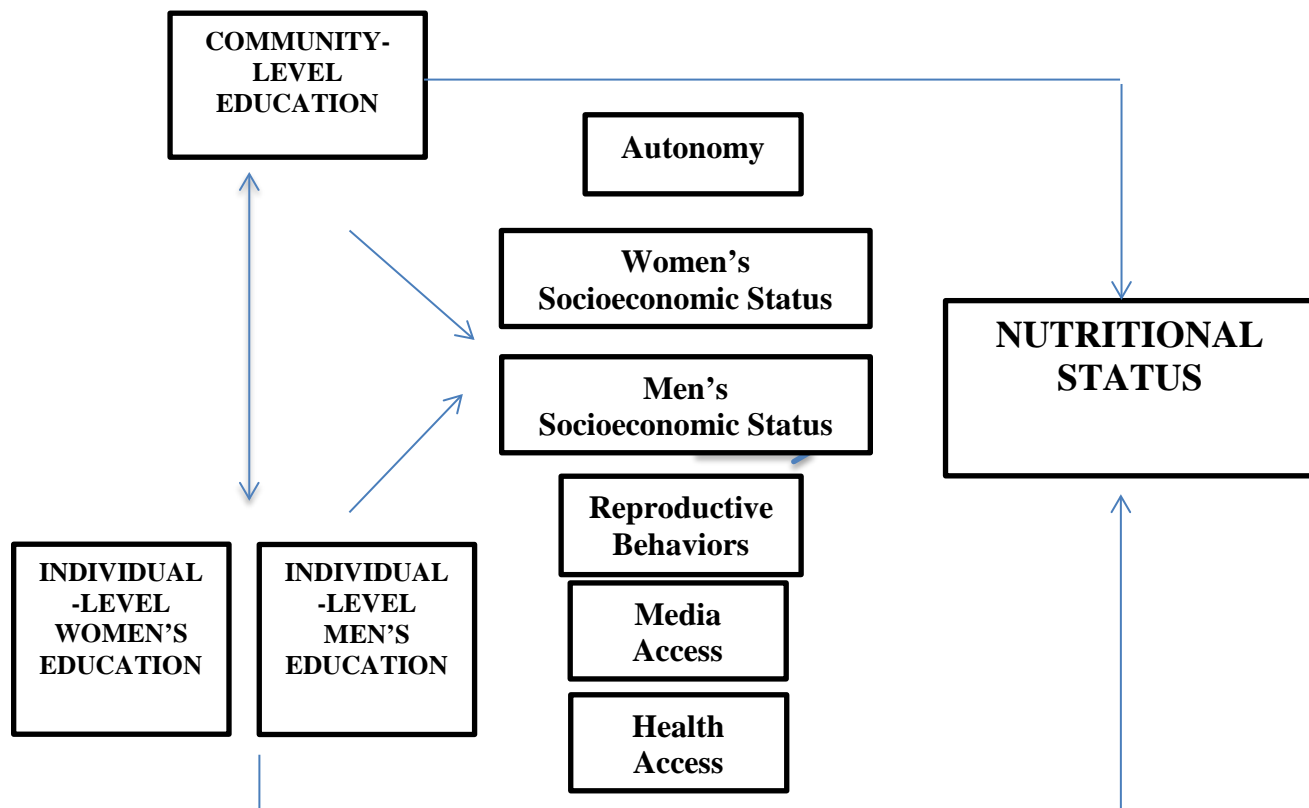 COMMUNITY-
LEVEL
EDUCATION
Autonomy
Women’s
Socioeconomic Status
Men’s
Socioeconomic Status
NUTRITIONAL
STATUS
Reproductive
Behaviors
INDIVIDUAL
-LEVEL
WOMEN’S
EDUCATION
INDIVIDUAL
-LEVEL
MEN’S
EDUCATION
Media
Access
Health
Access